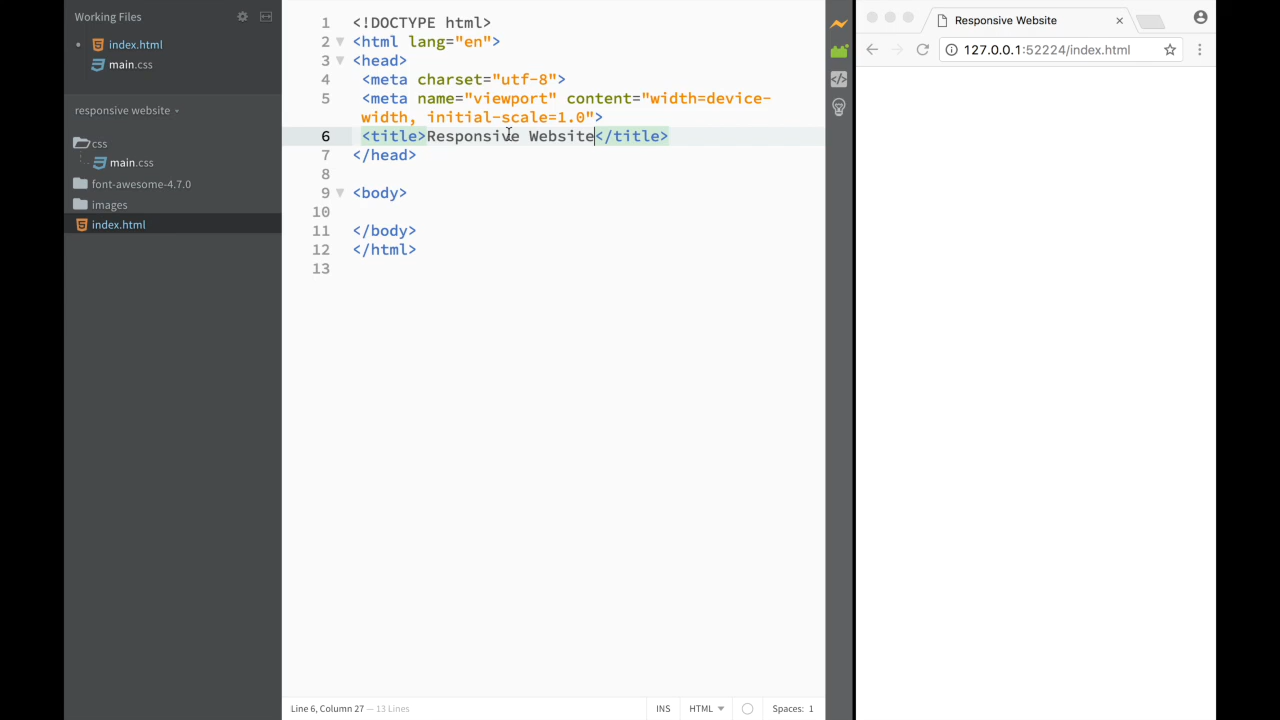 Working Files
index.html
main.css
responsive website
css
main.css
font-awesome-4.7.0
images
index.html
1 <!DOCTYPE html>
2 <html lang="en">
3 <head>
4 <meta charset="utf-8">
5 <meta name="viewport" content="width=device-
width, initial-scale=1.0">
6 <title>Responsive Website</title>
7 </head>
8
9 <body>
10
11 </body>
12 </html>
13
Line 6, Column 27 — 13 Lines
INS
HTML
Spaces: 1
Responsive Website
127.0.0.1:52224/index.html